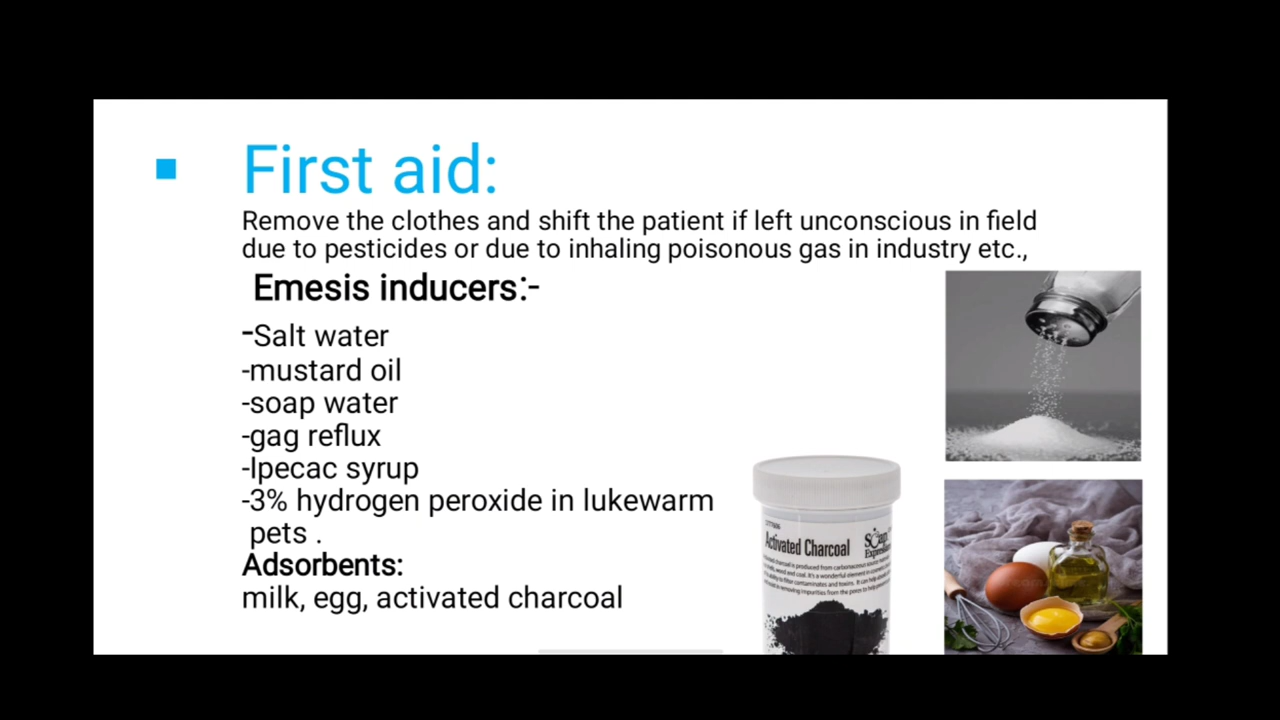 First aid:
Remove the clothes and shift the patient if left unconscious in field
due to pesticides or due to inhaling poisonous gas in industry etc.,
Emesis inducers:-
-Salt water
-mustard oil
-soap water
-gag reflux
-Ipecac syrup
-3% hydrogen peroxide in lukewarm
pets .
Adsorbents:
milk, egg, activated charcoal
Activated Charcoal